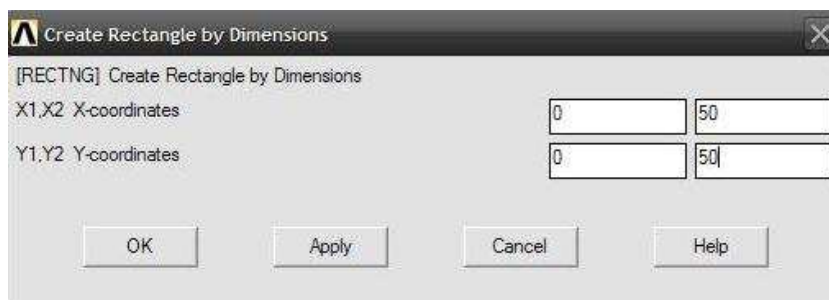 Create Rectangle by Dimensions
[RECTNG] Create Rectangle by Dimensions
X1,X2 X-coordinates 0 50
Y1,Y2 Y-coordinates 0 50
OK Apply Cancel Help